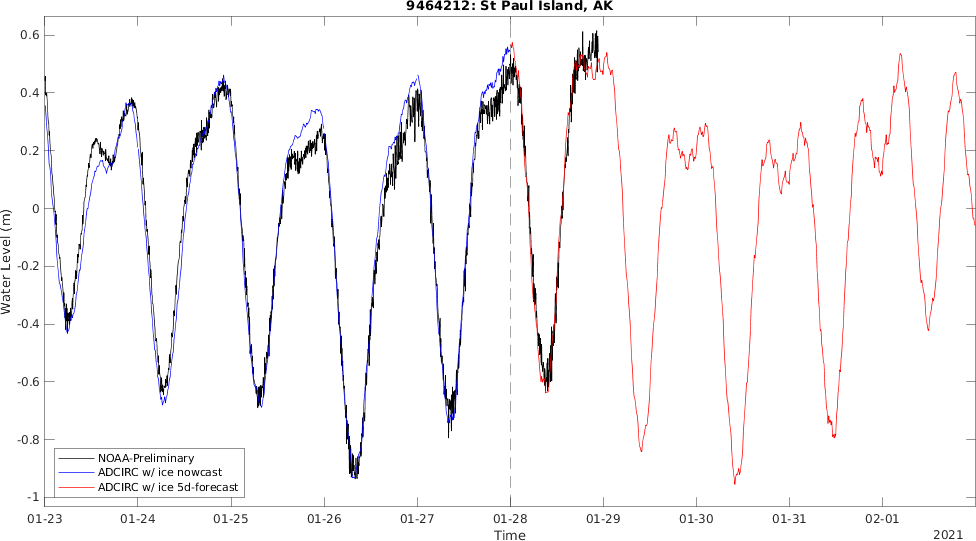 9464212: St Paul Island, AK
0.6
0.4
0.2
0
-0.2
-0.4
-0.6
-0.8
-1
Water Level (m)
NOAA-Preliminary
ADCIRC w/ ice nowcast
ADCIRC w/ ice 5d-forecast
01-23 01-24 01-25 01-26 01-27 01-28 01-29 01-30 01-31 02-01
Time
2021